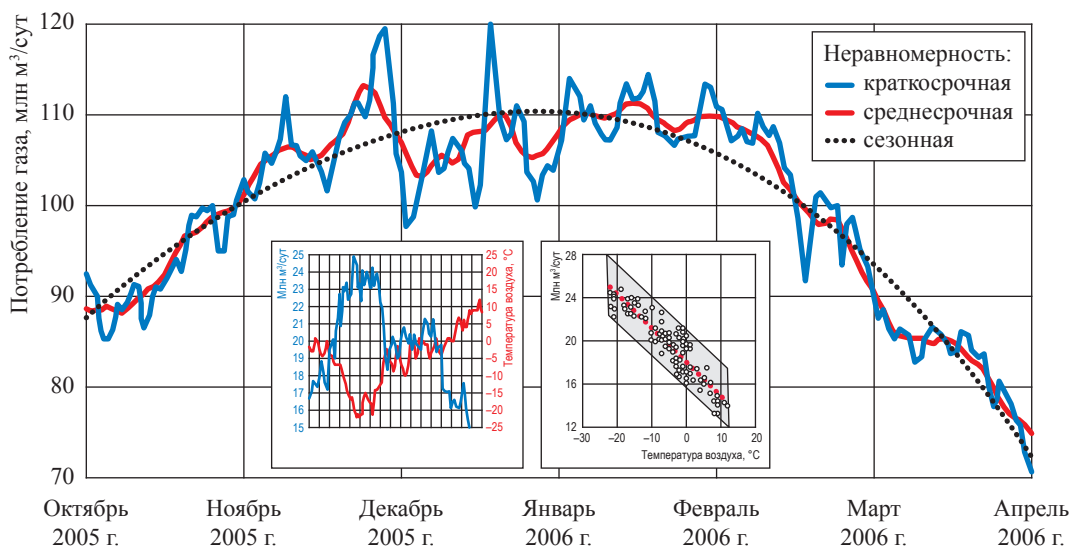 Потребление газа, млн м³/сут
120
110
100
90
80
70
Неравномерность:
краткосрочная
среднесрочная
сезонная
Млн м³/сут
25
24
23
22
21
20
19
18
17
16
15
25
20
15
10
5
0
–5
–10
–15
–20
–25
Температура воздуха, °С
Млн м³/сут
28
24
20
16
12
–30 –20 –10 0 10 20
Температура воздуха, °С
Октябрь Ноябрь Декабрь Январь Февраль Март Апрель
2005 г. 2005 г. 2005 г. 2006 г. 2006 г. 2006 г. 2006 г.